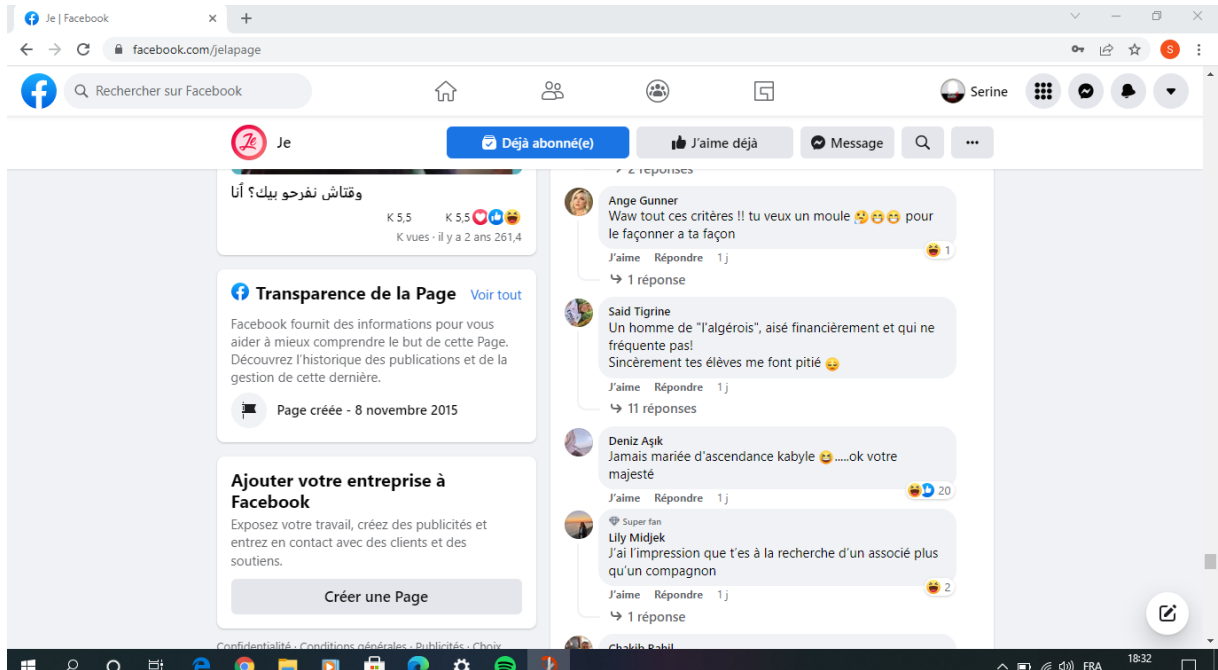 Je | Facebook
facebook.com/jelapage
S
Rechercher sur Facebook
Serine
Je
Je
Déjà abonné(e)
J'aime déjà
Message
وقتاش نفرحو بيك؟ أنا
K 5,5 K 5,5
K vues · il y a 2 ans 261,4
Transparence de la Page Voir tout
Facebook fournit des informations pour vous
aider à mieux comprendre le but de cette Page.
Découvrez l'historique des publications et de la
gestion de cette dernière.
Page créée - 8 novembre 2015
Ajouter votre entreprise à
Facebook
Exposez votre travail, créez des publicités et
entrez en contact avec des clients et des
soutiens.
Créer une Page
Confidentialité · Conditions générales · Publicités · Choix
2 réponses
Ange Gunner
Waw tout ces critères !! tu veux un moule 🤔😁😁 pour
le façonner a ta façon
1
J'aime Répondre 1 j
1 réponse
Said Tigrine
Un homme de "l'algérois", aisé financièrement et qui ne
fréquente pas!
Sincèrement tes élèves me font pitié 😔
J'aime Répondre 1 j
11 réponses
Deniz Aşık
Jamais mariée d'ascendance kabyle 😆.....ok votre
majesté
20
J'aime Répondre 1 j
Super fan
Lily Midjek
J'ai l'impression que t'es à la recherche d'un associé plus
qu'un compagnon
2
J'aime Répondre 1 j
1 réponse
Chakib Rahil
FRA
18:32